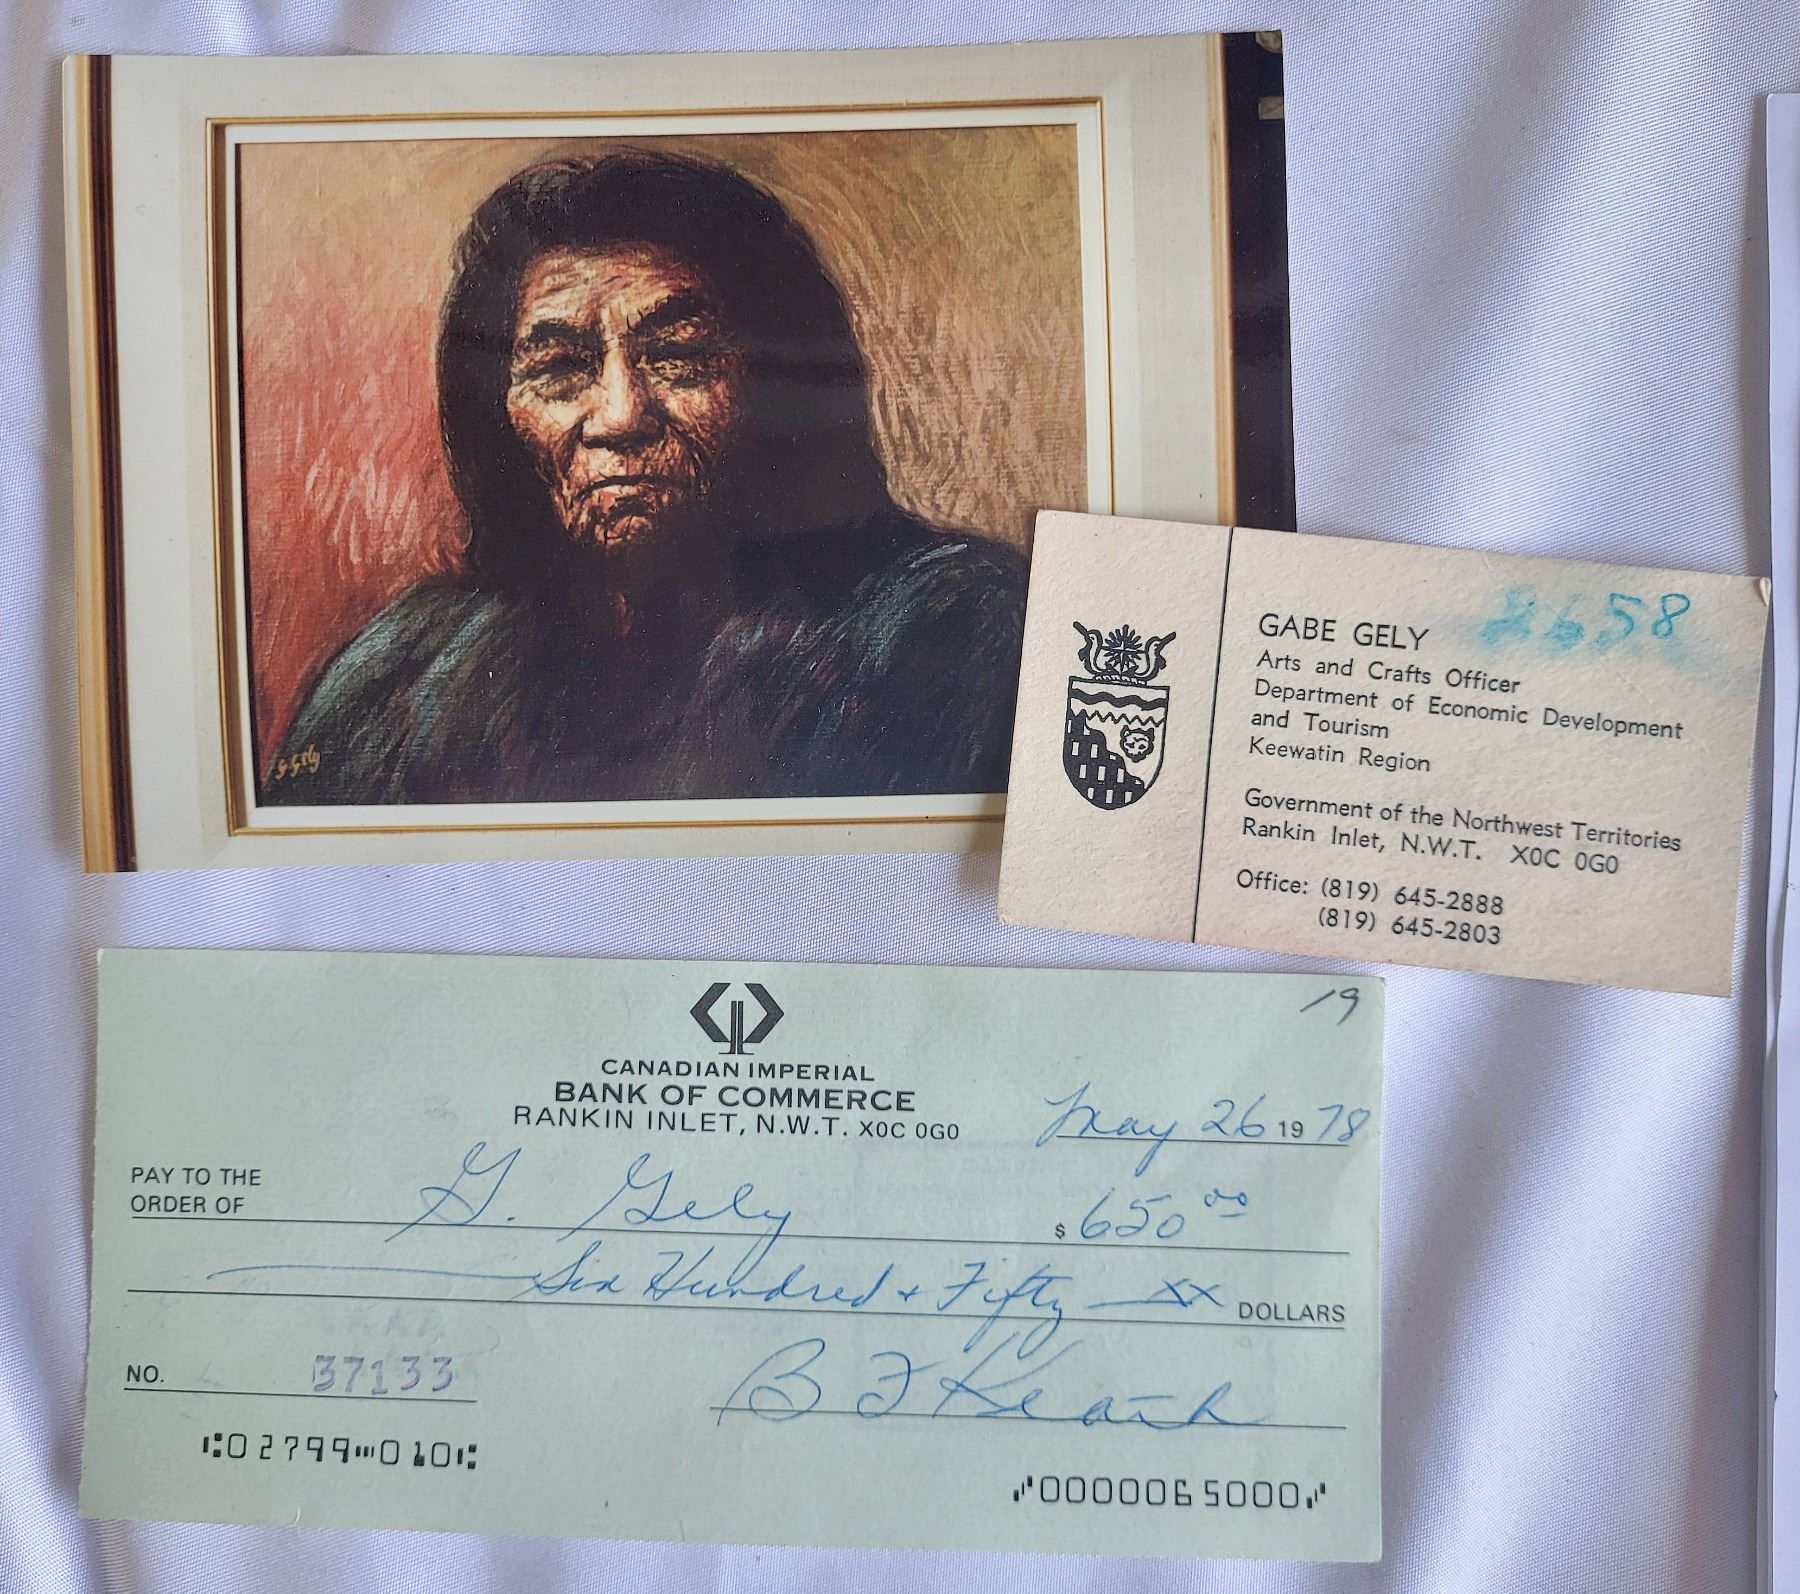 G.Gely
GABE GELY
2658
Arts and Crafts Officer
Department of Economic Development
and Tourism
Keewatin Region
Government of the Northwest Territories
Rankin Inlet, N.W.T. X0C 0G0
Office: (819) 645-2888
(819) 645-2803
19
CANADIAN IMPERIAL
BANK OF COMMERCE
RANKIN INLET, N.W.T. X0C 0G0
May 26 1978
PAY TO THE
ORDER OF G. Gely $650 00
Six Hundred + Fifty xx DOLLARS
NO. 37133
B F
⑆02799⑉010⑆
⑈0000065000⑈